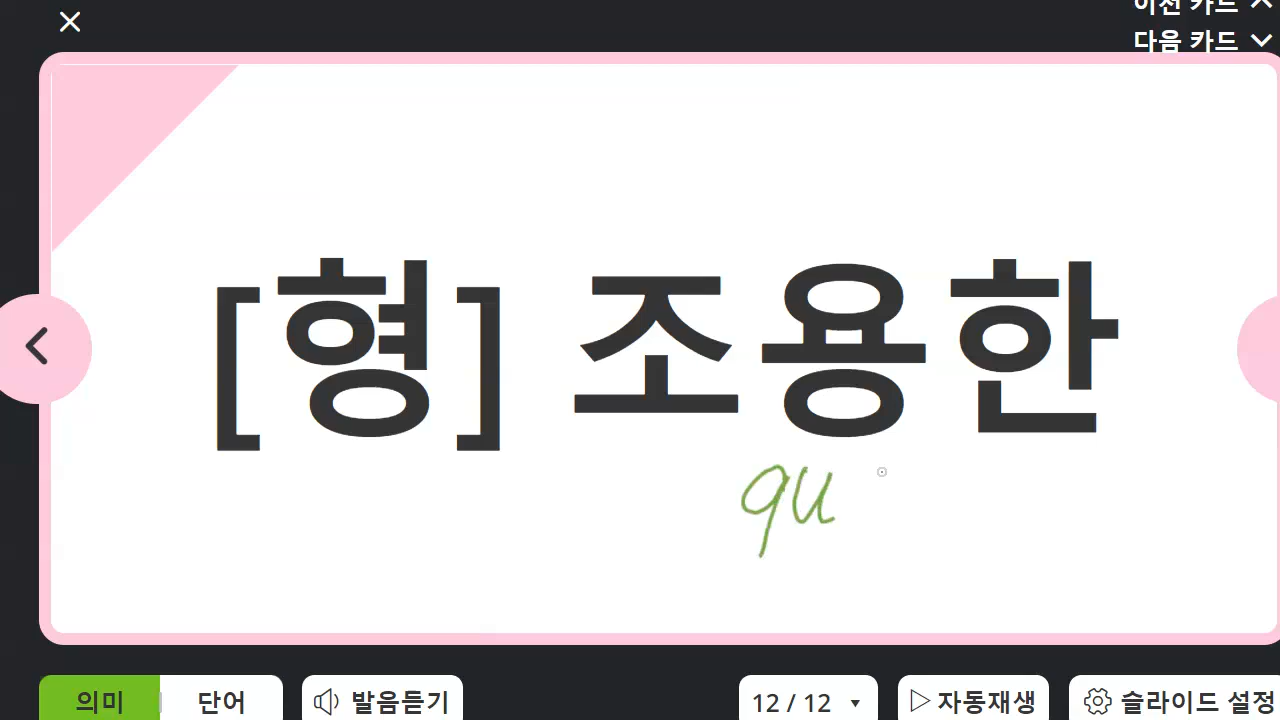 이전 카드
다음 카드
[형] 조용한
qu
의미
단어
발음듣기
12 / 12
자동재생
슬라이드 설정